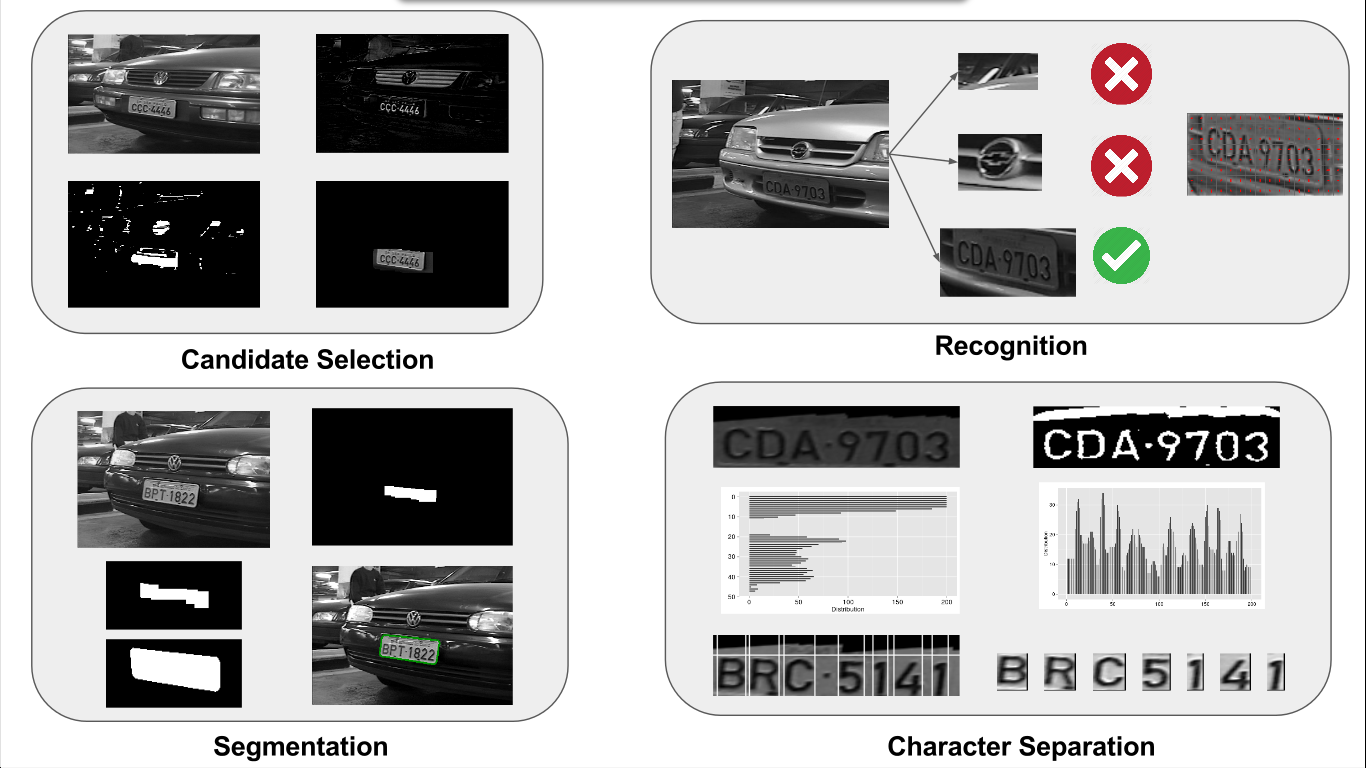 CCC·4446
CCC·4446
CCC·4446
Candidate Selection
CDA·9703
CDA·9703
CDA·9703
Recognition
BPT·1822
BPT·1822
Segmentation
CDA·9703
CDA·9703
0
10
20
30
40
50
0 50 100 150 200
Distribution
Distribution
30
20
10
0
0 50 100 150 200
BRC·5141
B R C 5 1 4 1
Character Separation